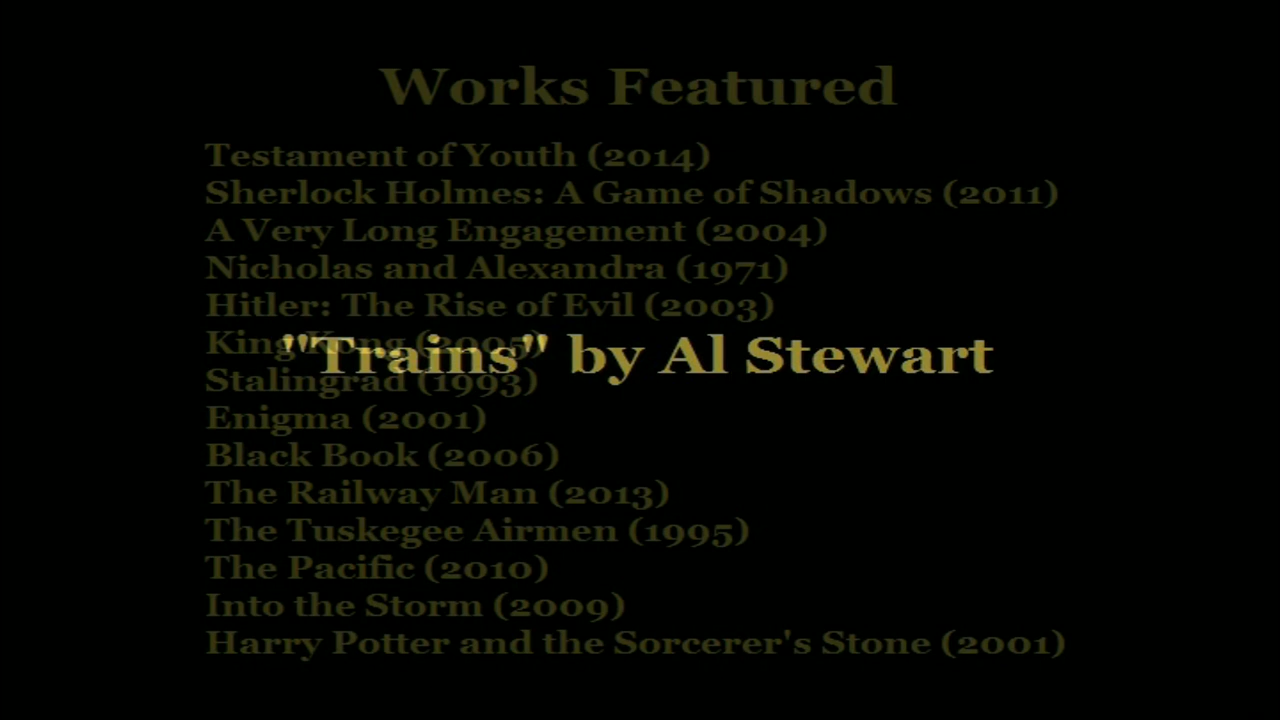 Works Featured
Testament of Youth (2014)
Sherlock Holmes: A Game of Shadows (2011)
A Very Long Engagement (2004)
Nicholas and Alexandra (1971)
Hitler: The Rise of Evil (2003)
King Kong (2005)
"Trains" by Al Stewart
Stalingrad (1993)
Enigma (2001)
Black Book (2006)
The Railway Man (2013)
The Tuskegee Airmen (1995)
The Pacific (2010)
Into the Storm (2009)
Harry Potter and the Sorcerer's Stone (2001)